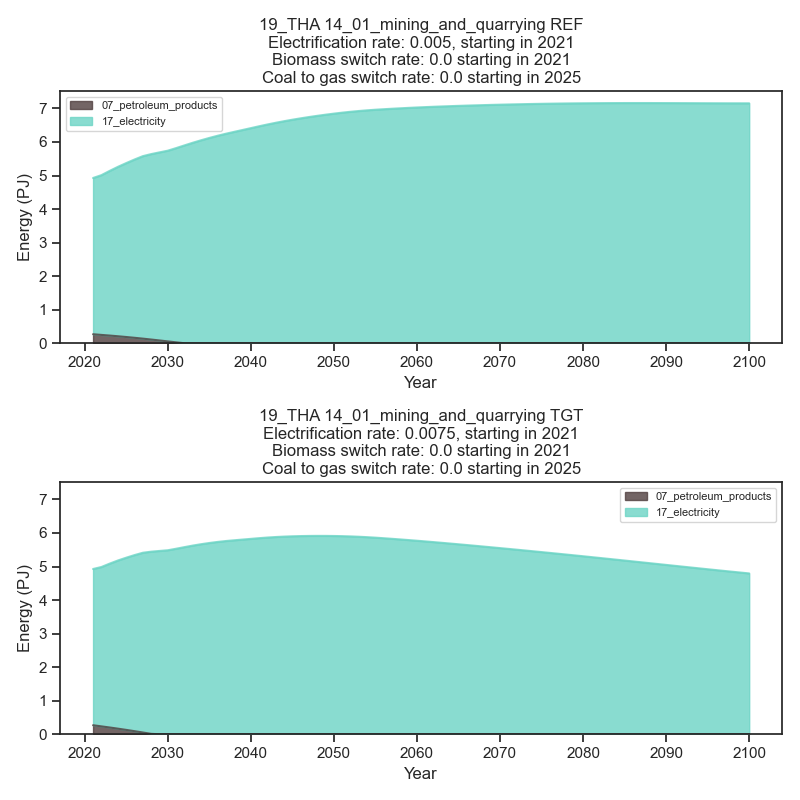 19_THA 14_01_mining_and_quarrying REF
Electrification rate: 0.005, starting in 2021
Biomass switch rate: 0.0 starting in 2021
Coal to gas switch rate: 0.0 starting in 2025
07_petroleum_products
17_electricity
Energy (PJ)
7
6
5
4
3
2
1
0
2020 2030 2040 2050 2060 2070 2080 2090 2100
Year
19_THA 14_01_mining_and_quarrying TGT
Electrification rate: 0.0075, starting in 2021
Biomass switch rate: 0.0 starting in 2021
Coal to gas switch rate: 0.0 starting in 2025
07_petroleum_products
17_electricity
Energy (PJ)
7
6
5
4
3
2
1
0
2020 2030 2040 2050 2060 2070 2080 2090 2100
Year